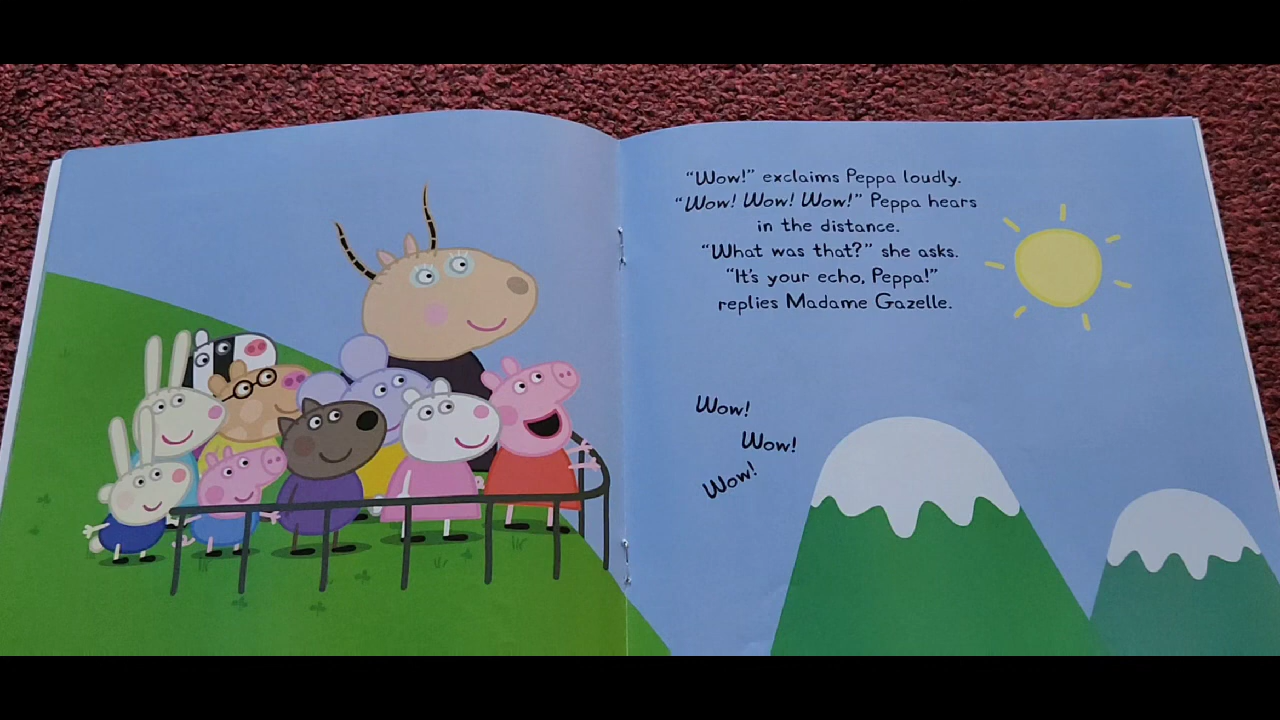 “Wow!” exclaims Peppa loudly.
“Wow! Wow! Wow!” Peppa hears
in the distance.
“What was that?” she asks.
“It’s your echo, Peppa!”
replies Madame Gazelle.
Wow!
Wow!
Wow!